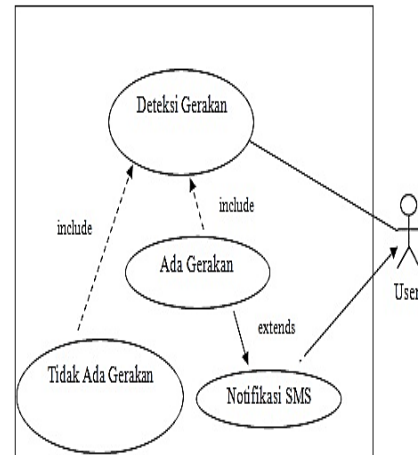 Deteksi Gerakan
include
include
Ada Gerakan
User
extends
Tidak Ada Gerakan
Notifikasi SMS